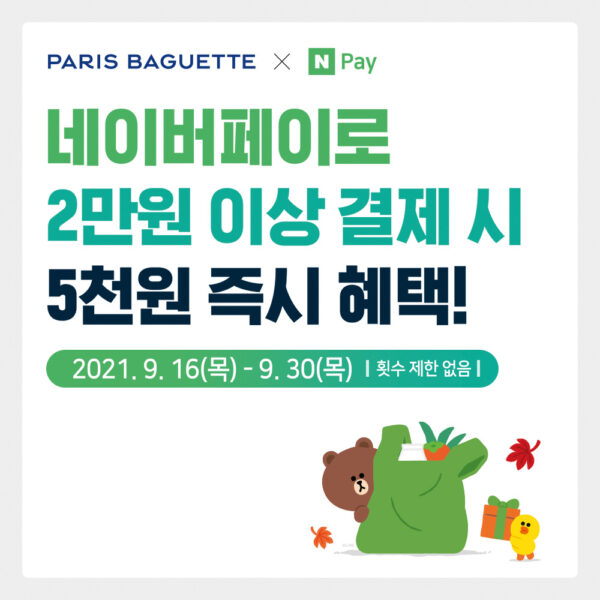 PARIS BAGUETTE × N Pay
네이버페이로
2만원 이상 결제 시
5천원 즉시 혜택!
2021. 9. 16(목) - 9. 30(목) | 횟수 제한 없음 |